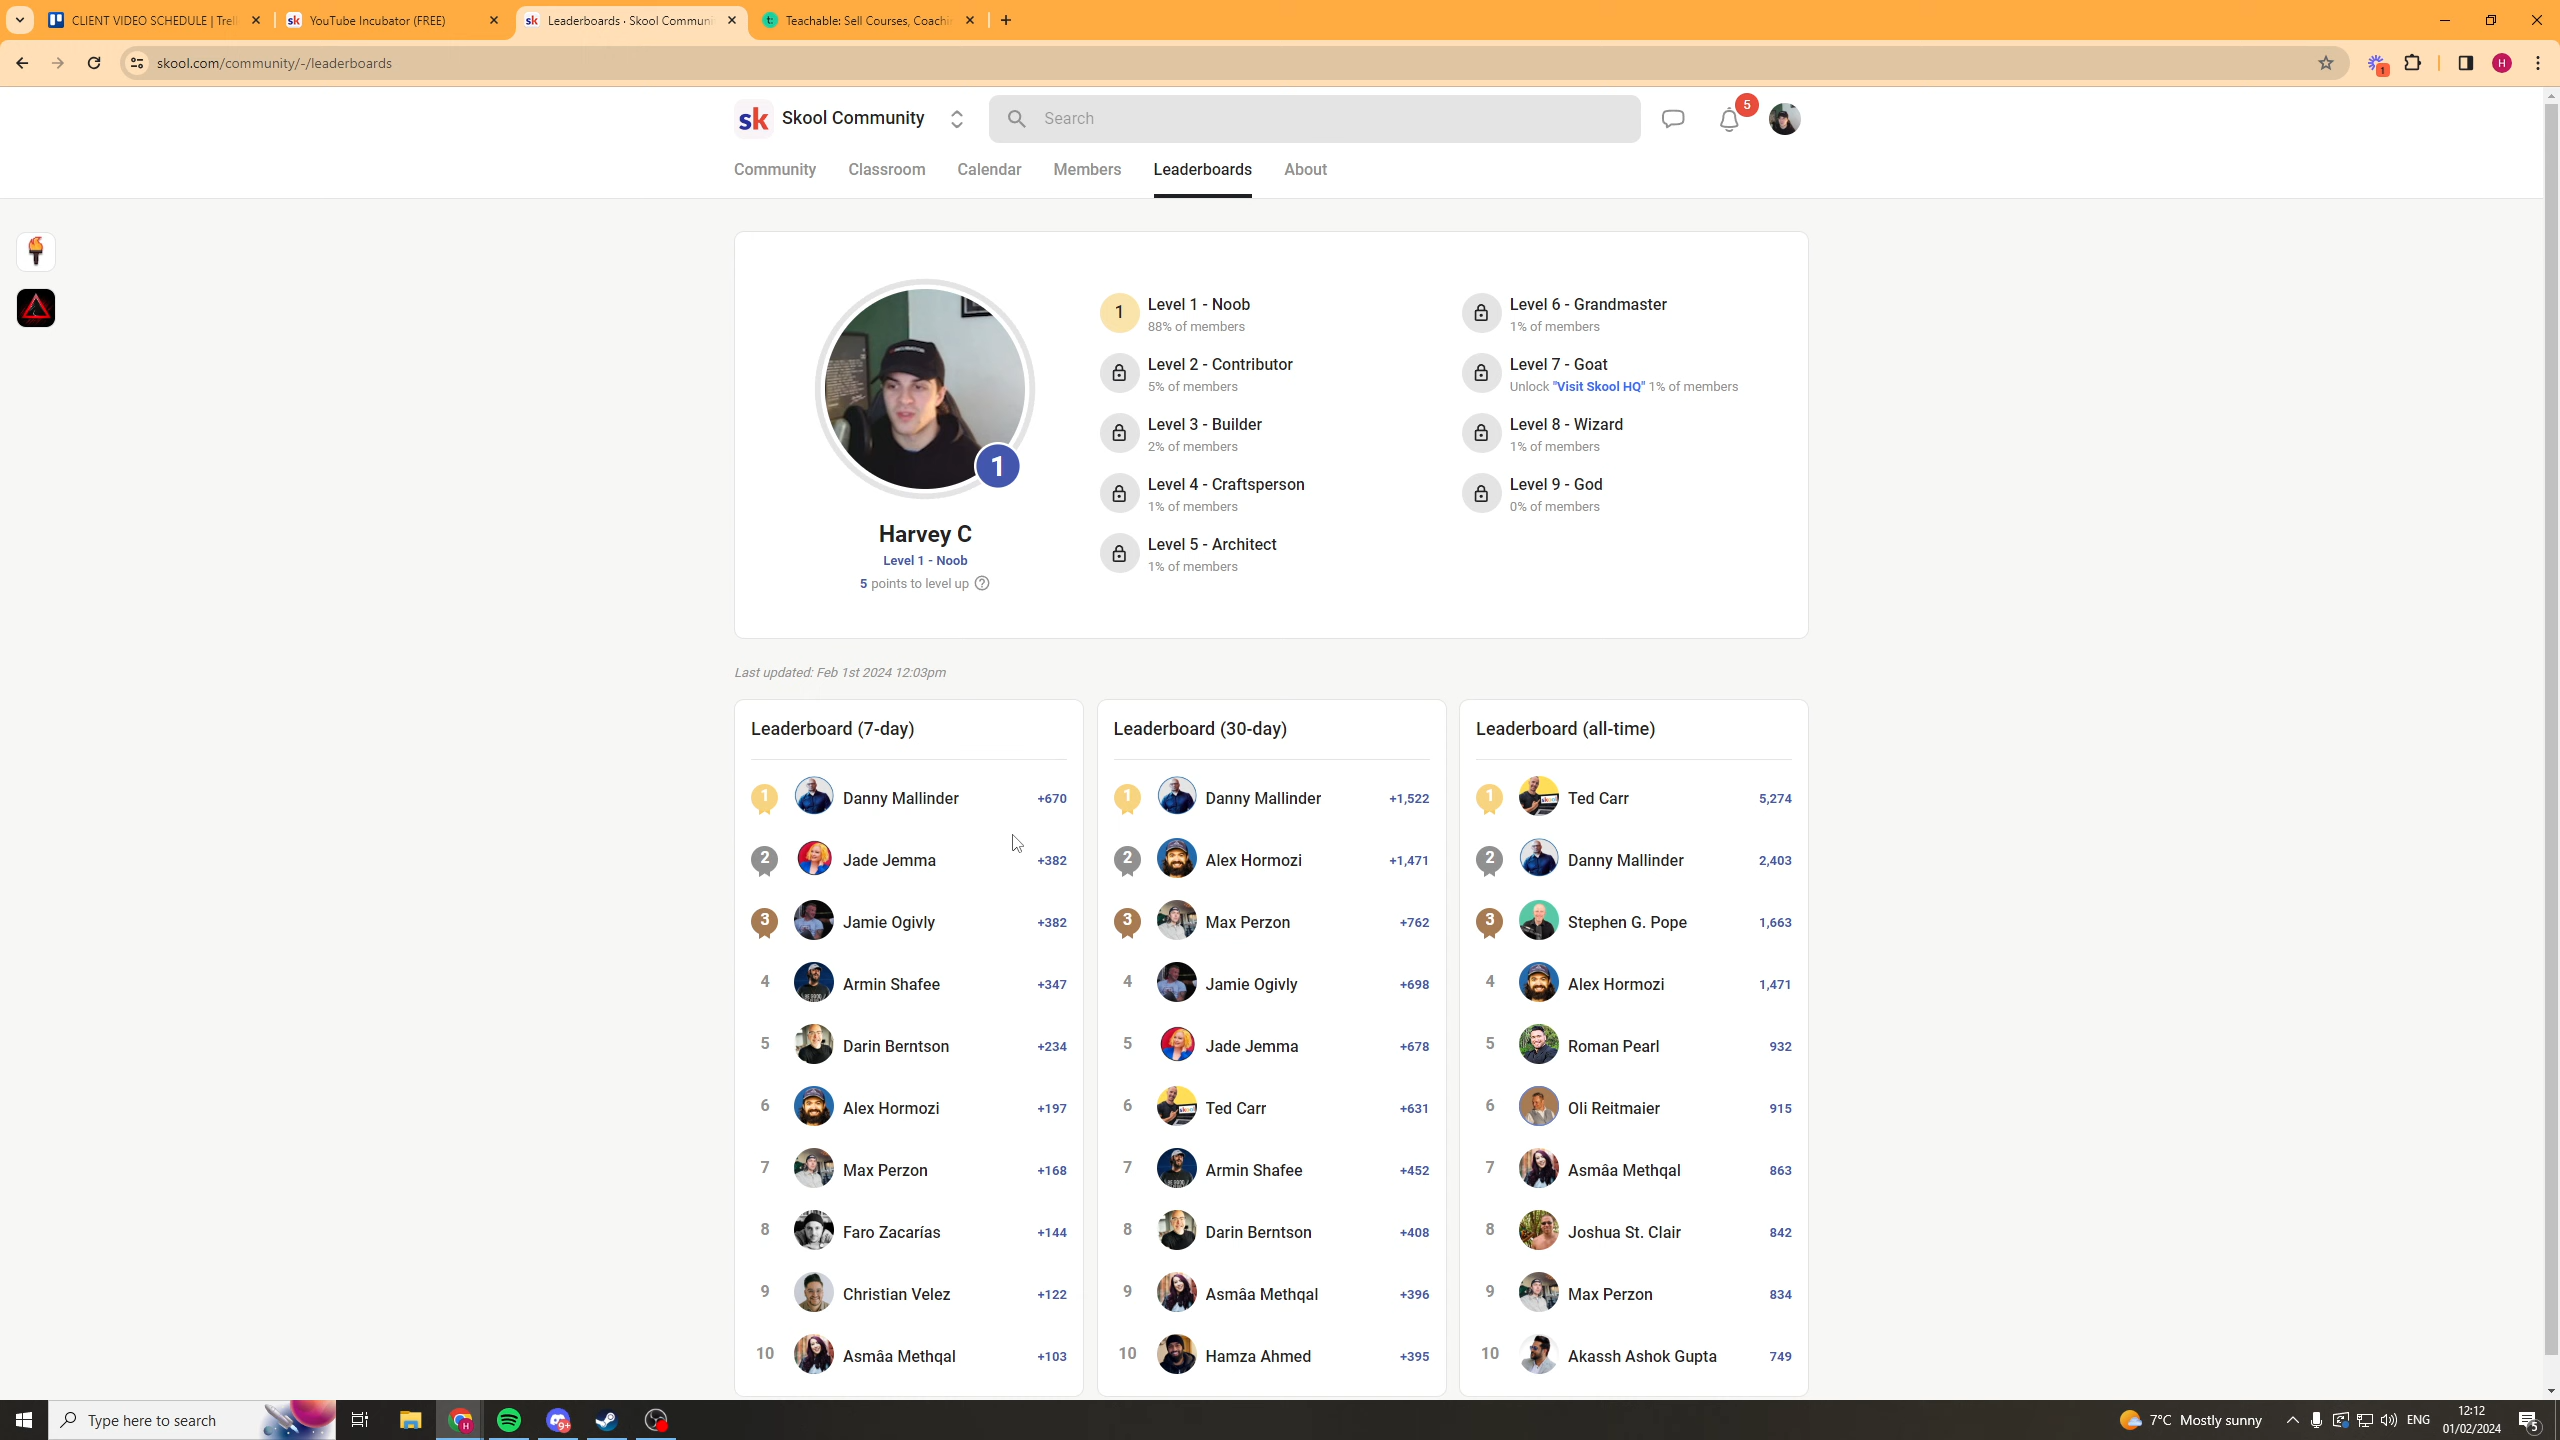 CLIENT VIDEO SCHEDULE | Trel
YouTube Incubator (FREE)
Leaderboards · Skool Communi
Teachable: Sell Courses, Coachi
skool.com/community/-/leaderboards
1
H
sk Skool Community
Search
5
Community Classroom Calendar Members Leaderboards About
1 Level 1 - Noob
88% of members
Level 2 - Contributor
5% of members
Level 3 - Builder
2% of members
Level 4 - Craftsperson
1% of members
Level 5 - Architect
1% of members
Level 6 - Grandmaster
1% of members
Level 7 - Goat
Unlock "Visit Skool HQ" 1% of members
Level 8 - Wizard
1% of members
Level 9 - God
0% of members
1
Harvey C
Level 1 - Noob
5 points to level up ?
Last updated: Feb 1st 2024 12:03pm
Leaderboard (7-day)
1 Danny Mallinder +670
2 Jade Jemma +382
3 Jamie Ogivly +382
4 Armin Shafee +347
5 Darin Berntson +234
6 Alex Hormozi +197
7 Max Perzon +168
8 Faro Zacarías +144
9 Christian Velez +122
10 Asmâa Methqal +103
Leaderboard (30-day)
1 Danny Mallinder +1,522
2 Alex Hormozi +1,471
3 Max Perzon +762
4 Jamie Ogivly +698
5 Jade Jemma +678
6 Ted Carr +631
7 Armin Shafee +452
8 Darin Berntson +408
9 Asmâa Methqal +396
10 Hamza Ahmed +395
Leaderboard (all-time)
1 Ted Carr 5,274
2 Danny Mallinder 2,403
3 Stephen G. Pope 1,663
4 Alex Hormozi 1,471
5 Roman Pearl 932
6 Oli Reitmaier 915
7 Asmâa Methqal 863
8 Joshua St. Clair 842
9 Max Perzon 834
10 Akassh Ashok Gupta 749
Type here to search
9+
7°C Mostly sunny
ENG
12:12
01/02/2024
5